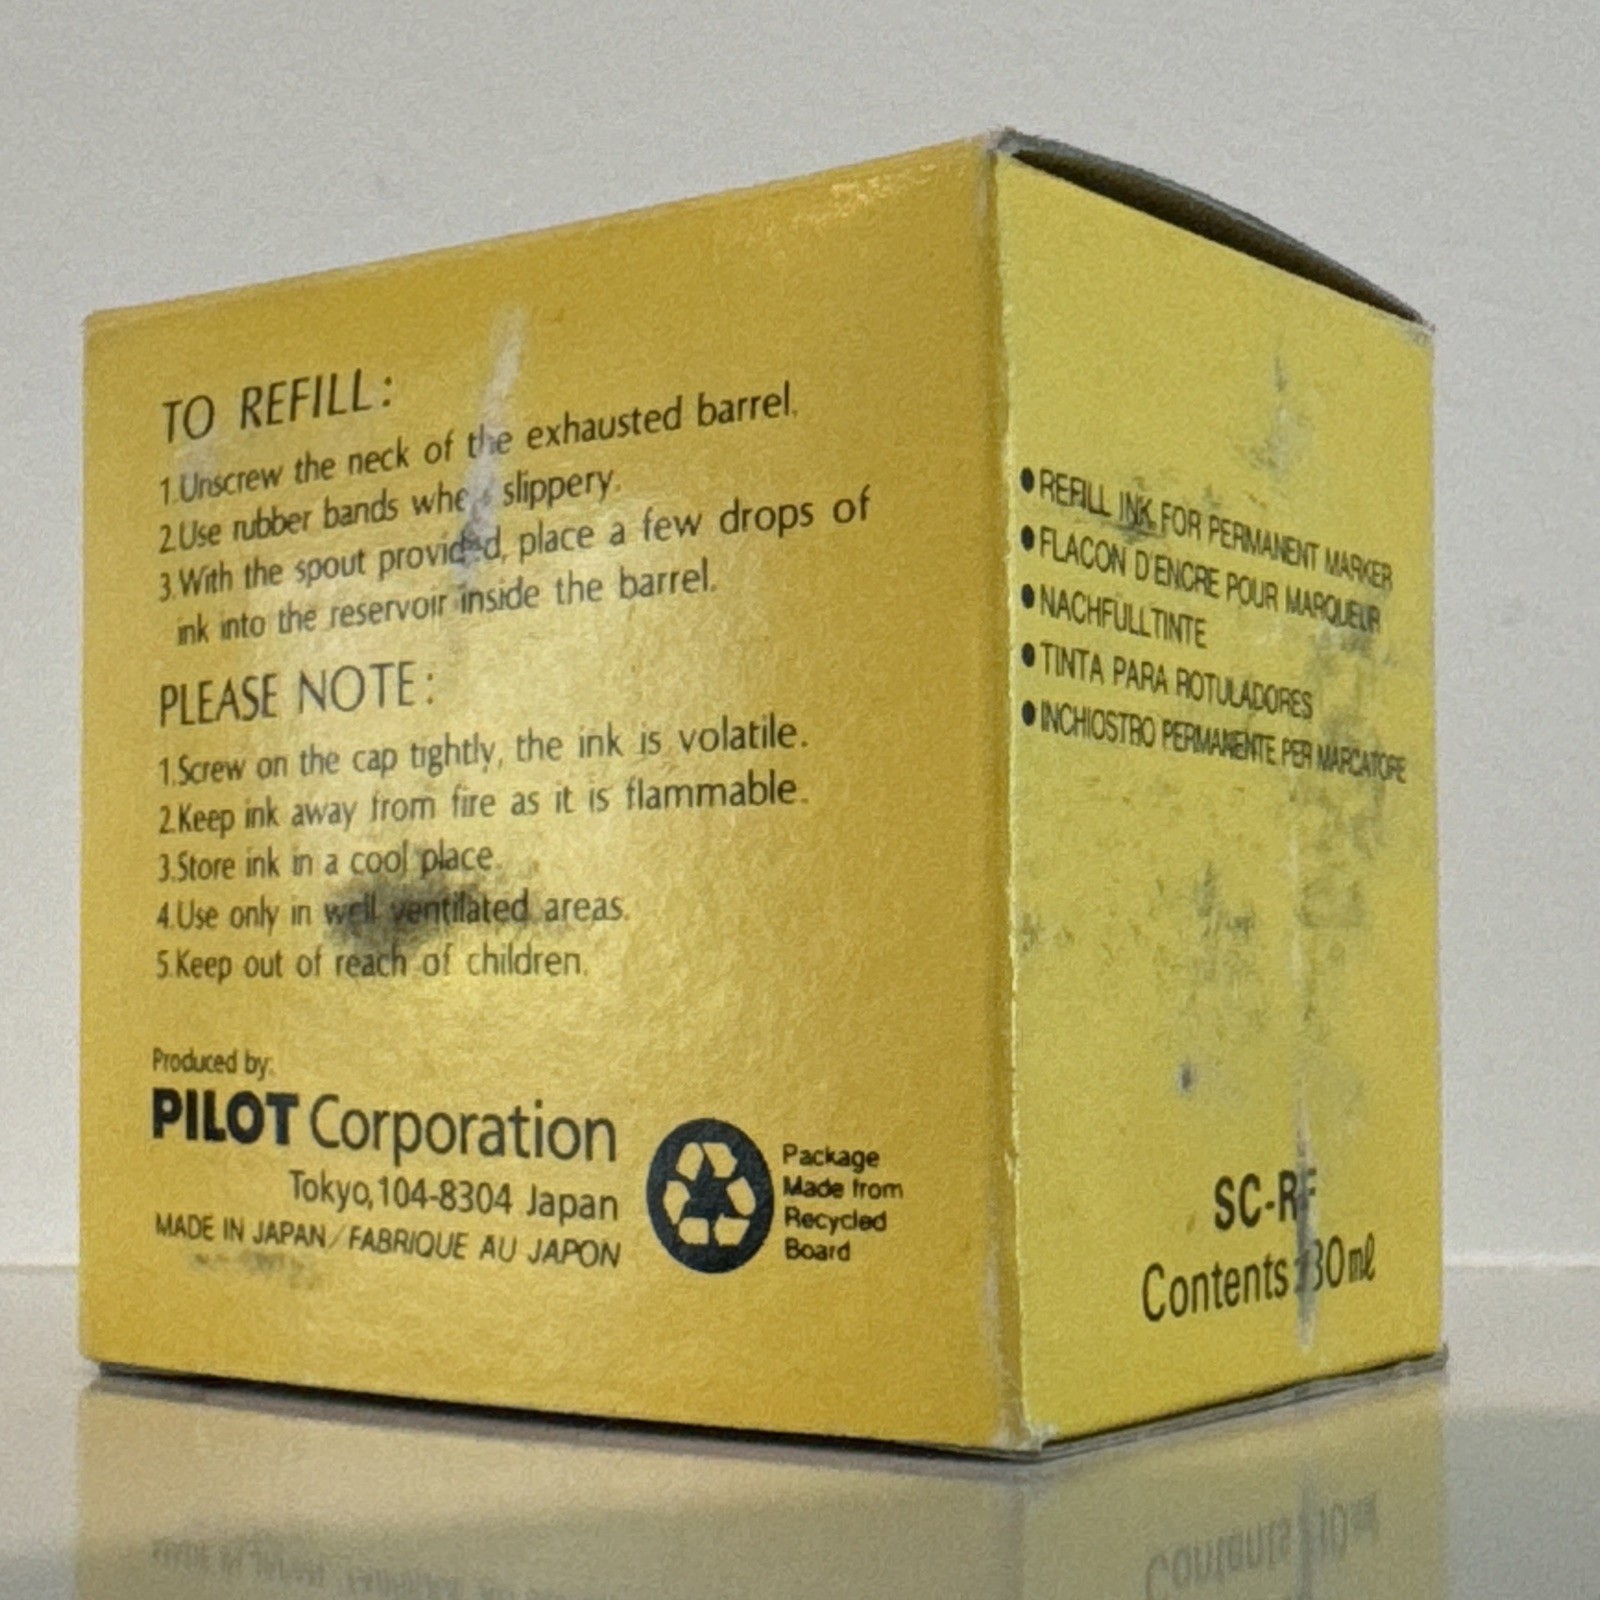 TO REFILL:
1.Unscrew the neck of the exhausted barrel.
2.Use rubber bands when slippery.
3.With the spout provided, place a few drops of
ink into the reservoir inside the barrel.
PLEASE NOTE:
1.Screw on the cap tightly, the ink is volatile.
2.Keep ink away from fire as it is flammable.
3.Store ink in a cool place.
4.Use only in well ventilated areas.
5.Keep out of reach of children.
Produced by:
PILOT Corporation
Tokyo,104-8304 Japan
MADE IN JAPAN/FABRIQUE AU JAPON
Package
Made from
Recycled
Board
●REFILL INK FOR PERMANENT MARKER
●FLACON D'ENCRE POUR MARQUEUR
●NACHFÜLLTINTE
●TINTA PARA ROTULADORES
●INCHIOSTRO PERMANENTE PER MARCATORE
SC-RF
Contents